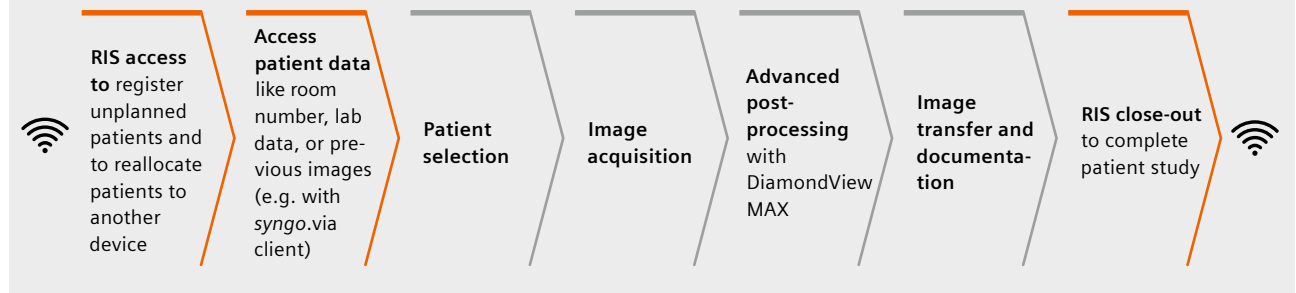 RIS access
to register
unplanned
patients and
to reallocate
patients to
another
device
Access
patient data
like room
number, lab
data, or pre-
vious images
(e.g. with
syngo.via
client)
Patient
selection
Image
acquisition
Advanced
post-
processing
with
DiamondView
MAX
Image
transfer and
documenta-
tion
RIS close-out
to complete
patient study